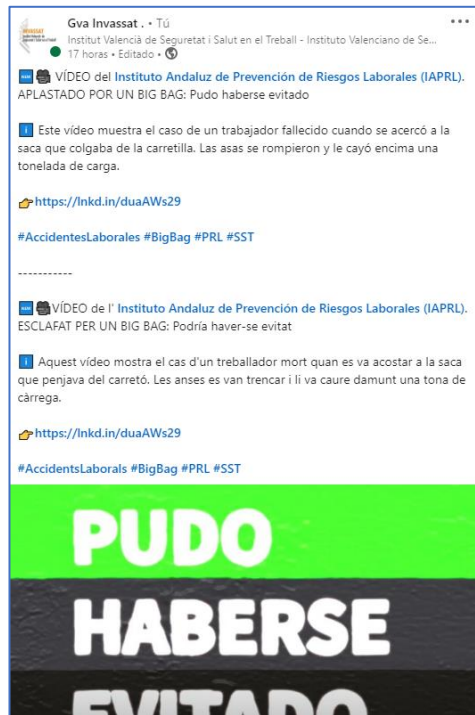 Gva Invassat . • Tú
Institut Valencià de Seguretat i Salut en el Treball - Instituto Valenciano de Se...
17 horas • Editado •
VÍDEO del Instituto Andaluz de Prevención de Riesgos Laborales (IAPRL).
APLASTADO POR UN BIG BAG: Pudo haberse evitado
Este vídeo muestra el caso de un trabajador fallecido cuando se acercó a la
saca que colgaba de la carretilla. Las asas se rompieron y le cayó encima una
tonelada de carga.
https://lnkd.in/duaAWs29
#AccidentesLaborales #BigBag #PRL #SST
-----------
VÍDEO de l' Instituto Andaluz de Prevención de Riesgos Laborales (IAPRL).
ESCLAFAT PER UN BIG BAG: Podría haver-se evitat
Aquest vídeo mostra el cas d'un treballador mort quan es va acostar a la saca
que penjava del carretó. Les anses es van trencar i li va caure damunt una tona de
càrrega.
https://lnkd.in/duaAWs29
#AccidentsLaborals #BigBag #PRL #SST
PUDO
HABERSE
EVITADO